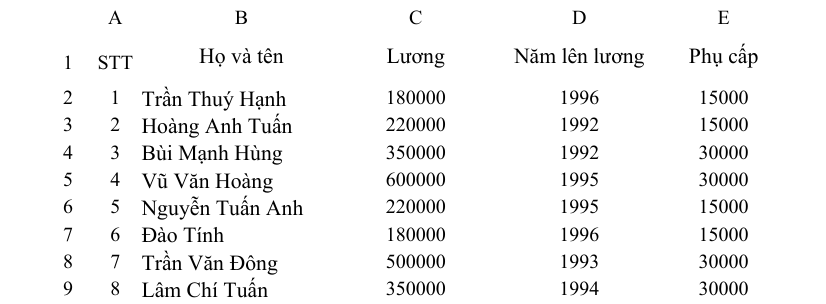 A B C D E
1 STT Họ và tên Lương Năm lên lương Phụ cấp
2 1 Trần Thuý Hạnh 180000 1996 15000
3 2 Hoàng Anh Tuấn 220000 1992 15000
4 3 Bùi Mạnh Hùng 350000 1992 30000
5 4 Vũ Văn Hoàng 600000 1995 30000
6 5 Nguyễn Tuấn Anh 220000 1995 15000
7 6 Đào Tính 180000 1996 15000
8 7 Trần Văn Đông 500000 1993 30000
9 8 Lâm Chí Tuấn 350000 1994 30000